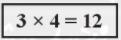 3 × 4 = 12